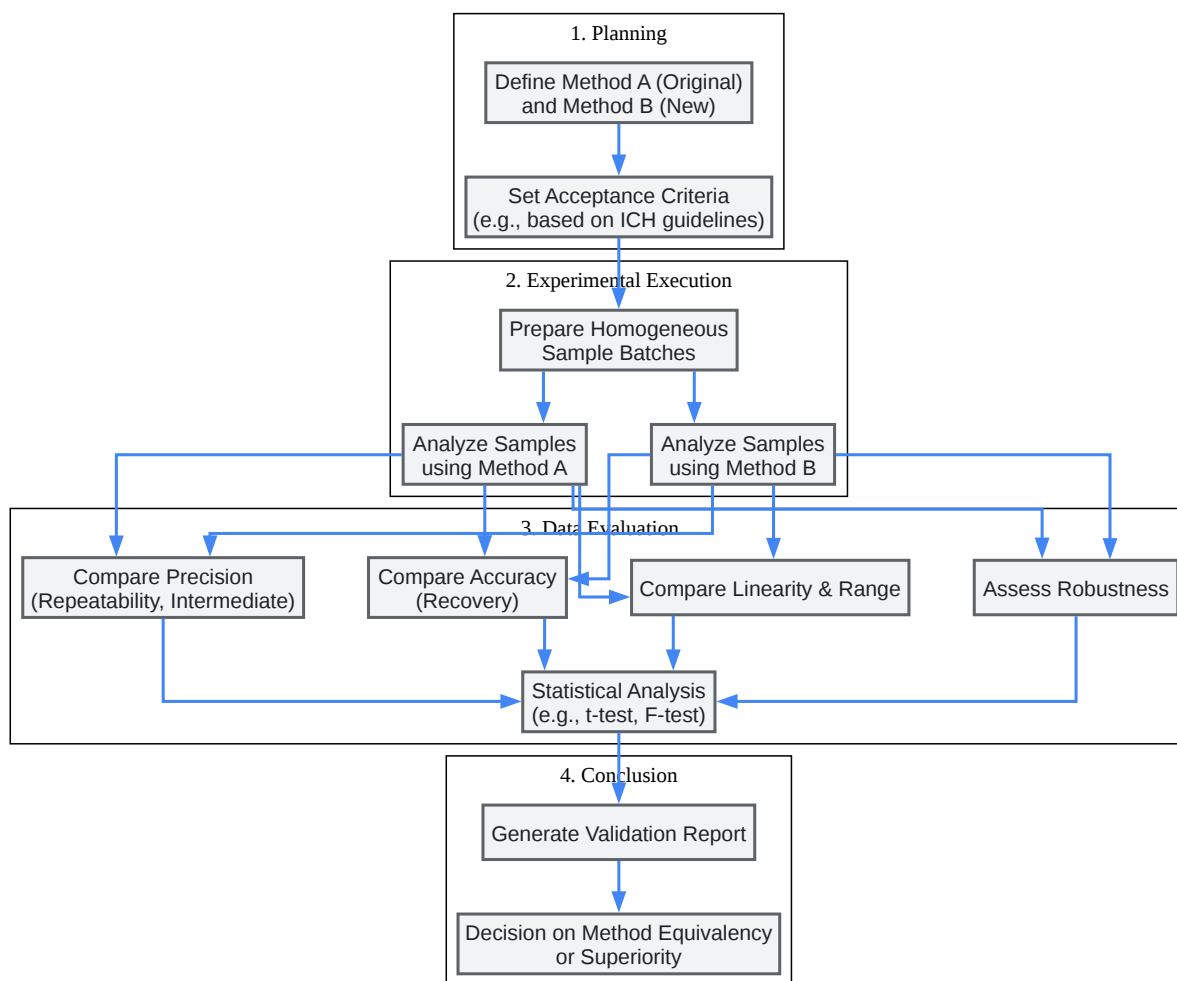 1. Planning
Define Method A (Original)
and Method B (New)
Set Acceptance Criteria
(e.g., based on ICH guidelines)
2. Experimental Execution
Prepare Homogeneous
Sample Batches
Analyze Samples
using Method A
Analyze Samples
using Method B
3. Data Evaluation
Compare Precision
(Repeatability, Intermediate)
Compare Accuracy
(Recovery)
Compare Linearity & Range
Assess Robustness
Statistical Analysis
(e.g., t-test, F-test)
4. Conclusion
Generate Validation Report
Decision on Method Equivalency
or Superiority